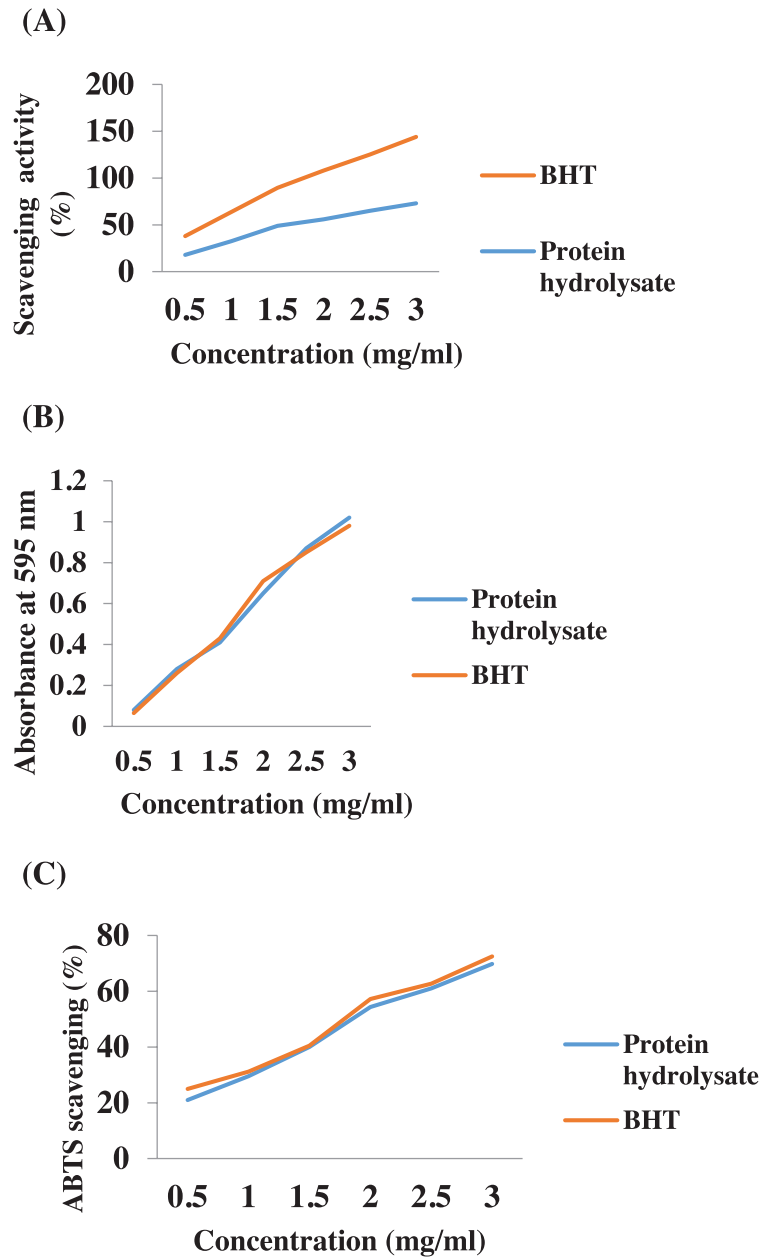 (A)
200
150
100
50
0
Scavenging activity
(%)
0.5 1 1.5 2 2.5 3
Concentration (mg/ml)
BHT
Protein
hydrolysate
(B)
1.2
1
0.8
0.6
0.4
0.2
0
Absorbance at 595 nm
0.5 1 1.5 2 2.5 3
Concentration (mg/ml)
Protein
hydrolysate
BHT
(C)
80
60
40
20
0
ABTS scavenging (%)
0.5 1 1.5 2 2.5 3
Concentration (mg/ml)
Protein
hydrolysate
BHT